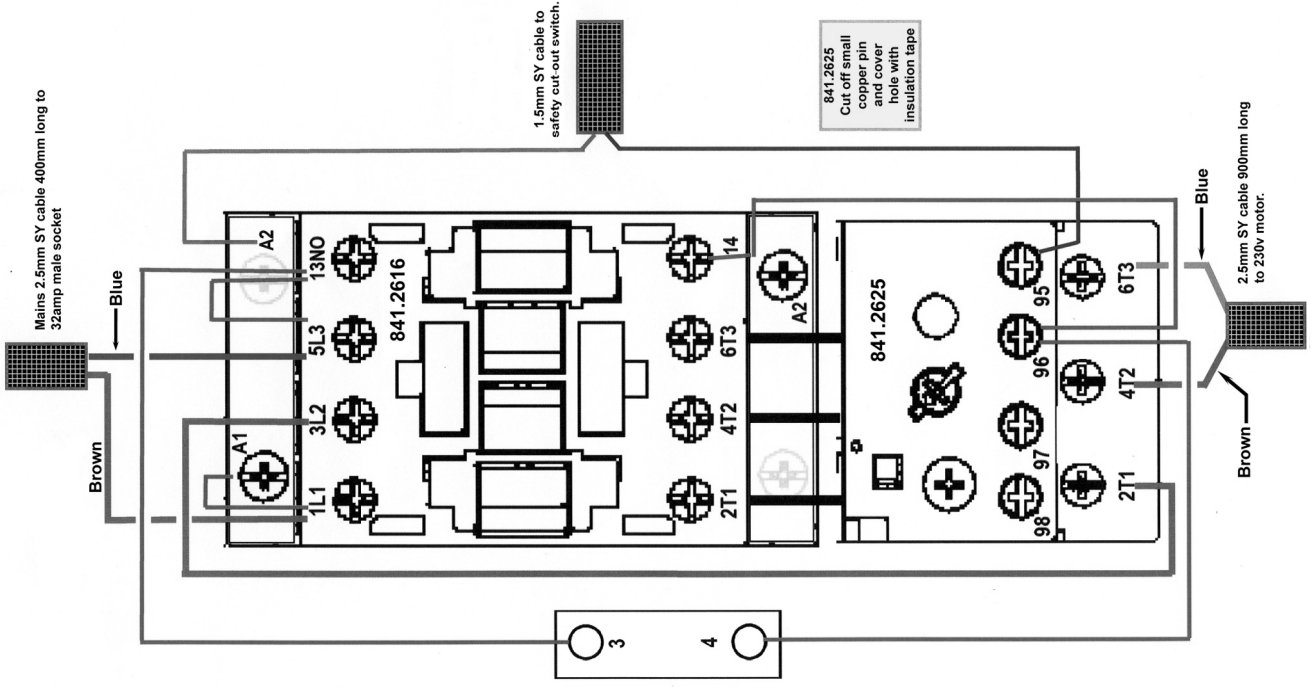 Mains 2.5mm SY cable 400mm long to
32amp male socket
Blue
Brown
1.5mm SY cable to
safety cut-out switch.
841.2625
Cut off small
copper pin
and cover
hole with
insulation tape
A1
A2
1L1
3L2
5L3
13NO
841.2616
2T1
4T2
6T3
14
A2
841.2625
98
97
96
95
2T1
4T2
6T3
Brown
Blue
2.5mm SY cable 900mm long
to 230v motor.
3
4